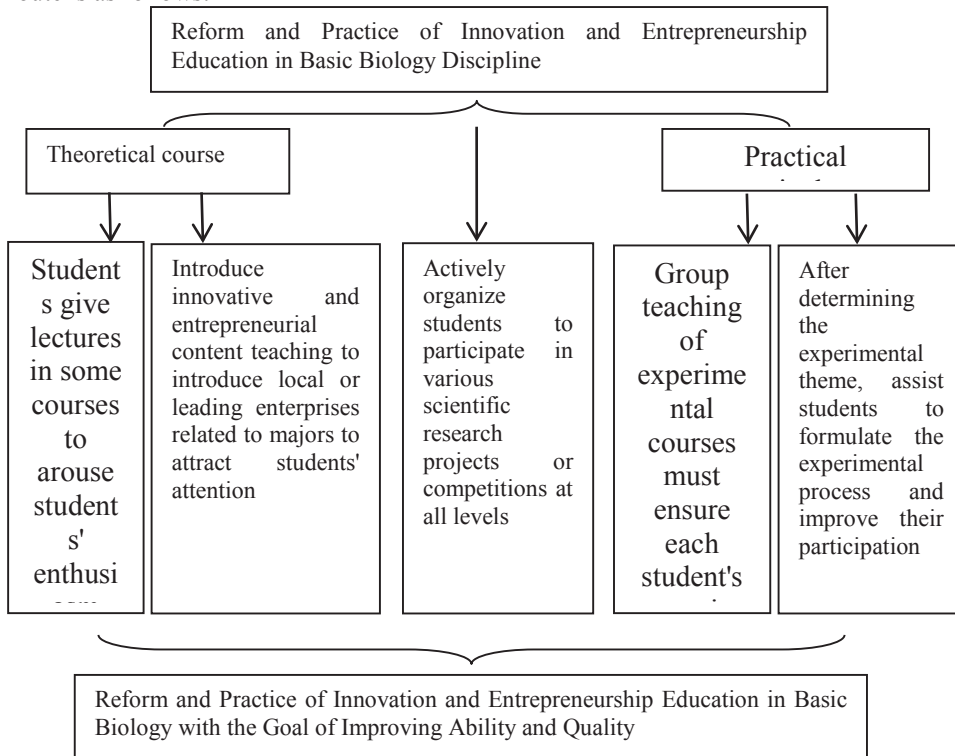 Reform and Practice of Innovation and Entrepreneurship
Education in Basic Biology Discipline
Theoretical course
Practical
Student
s give
lectures
in some
courses
to
arouse
student
s'
enthusi
Introduce
innovative and
entrepreneurial
content teaching to
introduce local or
leading enterprises
related to majors to
attract students'
attention
Actively
organize
students to
participate in
various
scientific
research
projects or
competitions at
all levels
Group
teaching
of
experime
ntal
courses
must
ensure
each
student's
After
determining
the
experimental
theme, assist
students to
formulate the
experimental
process and
improve their
participation
Reform and Practice of Innovation and Entrepreneurship Education in Basic
Biology with the Goal of Improving Ability and Quality